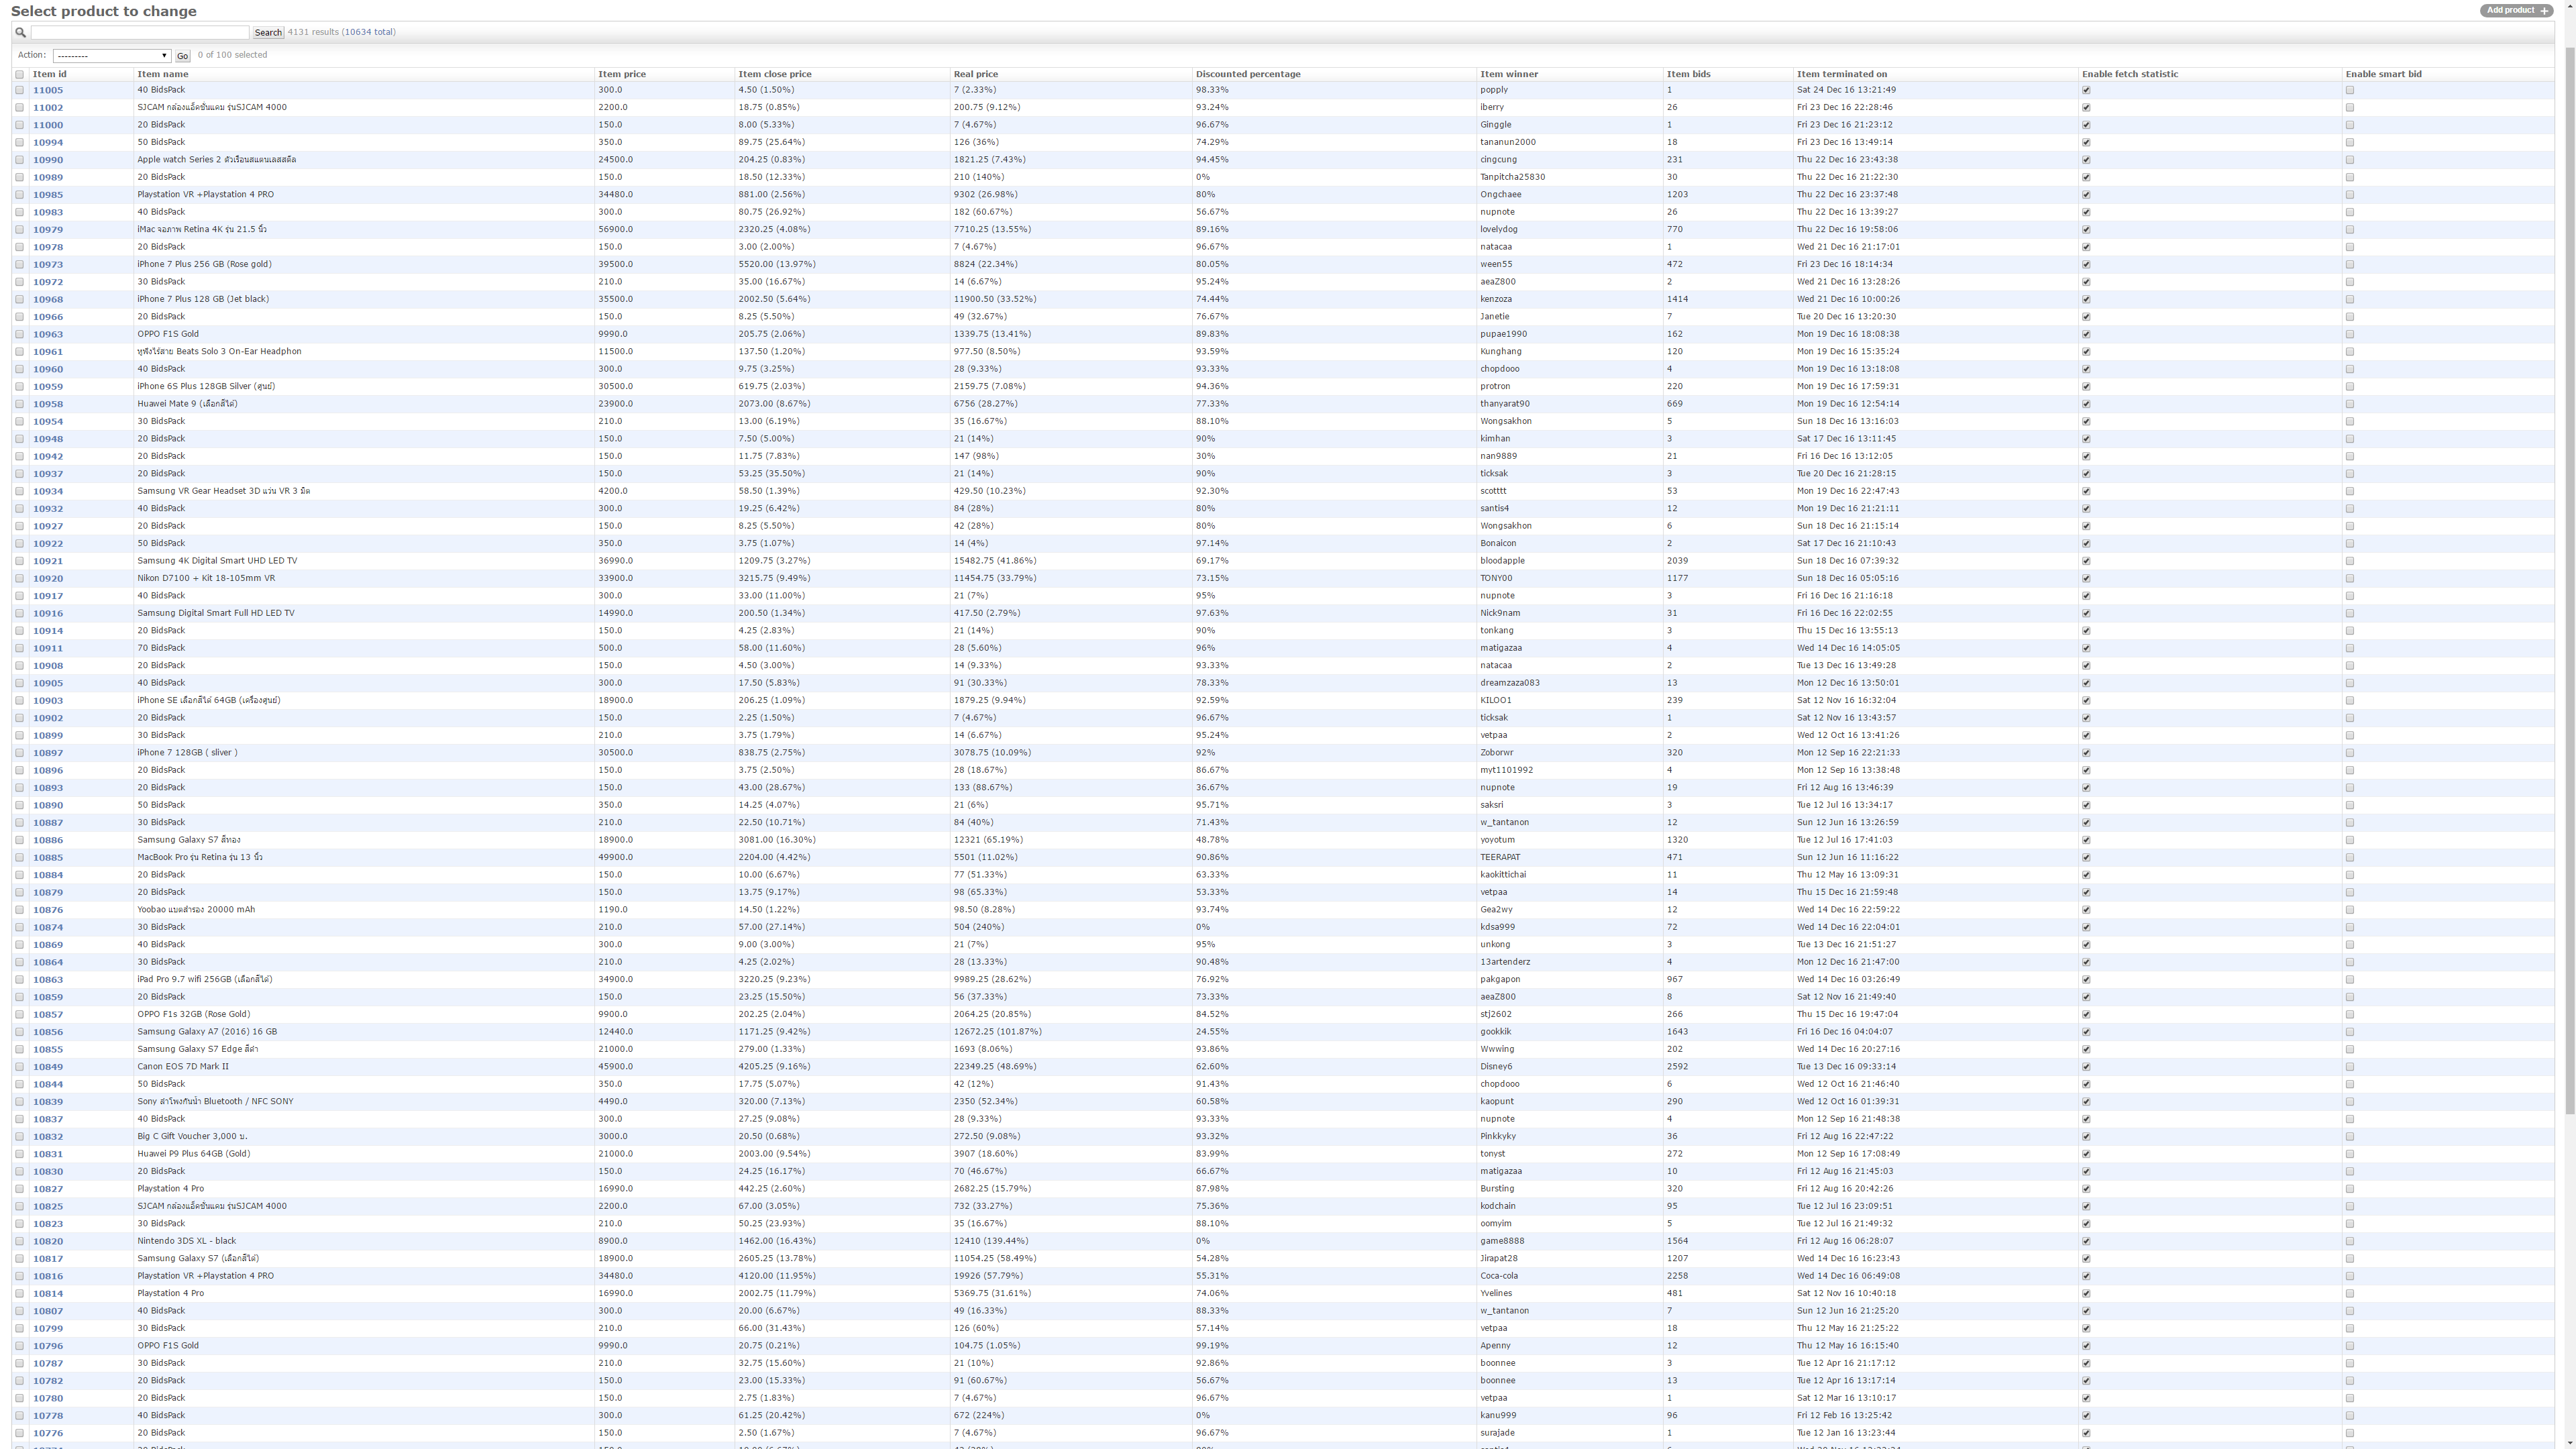 Select product to change
Add product +
Search 4131 results (10634 total)
Action: --------- Go 0 of 100 selected
Item id Item name Item price Item close price Real price Discounted percentage Item winner Item bids Item terminated on Enable fetch statistic Enable smart bid
11005 40 BidsPack 300.0 4.50 (1.50%) 7 (2.33%) 98.33% popply 1 Sat 24 Dec 16 13:21:49
11002 SJCAM กล้องแอ็คชั่นแคม รุ่นSJCAM 4000 2200.0 18.75 (0.85%) 200.75 (9.12%) 93.24% iberry 26 Fri 23 Dec 16 22:28:46
11000 20 BidsPack 150.0 8.00 (5.33%) 7 (4.67%) 96.67% Ginggle 1 Fri 23 Dec 16 21:23:12
10994 50 BidsPack 350.0 89.75 (25.64%) 126 (36%) 74.29% tananun2000 18 Fri 23 Dec 16 13:49:14
10990 Apple watch Series 2 ตัวเรือนสแตนเลสสตีล 24500.0 204.25 (0.83%) 1821.25 (7.43%) 94.45% cingcung 231 Thu 22 Dec 16 23:43:38
10989 20 BidsPack 150.0 18.50 (12.33%) 210 (140%) 0% Tanpitcha25830 30 Thu 22 Dec 16 21:22:30
10985 Playstation VR +Playstation 4 PRO 34480.0 881.00 (2.56%) 9302 (26.98%) 80% Ongchaee 1203 Thu 22 Dec 16 23:37:48
10983 40 BidsPack 300.0 80.75 (26.92%) 182 (60.67%) 56.67% nupnote 26 Thu 22 Dec 16 13:39:27
10979 iMac จอภาพ Retina 4K รุ่น 21.5 นิ้ว 56900.0 2320.25 (4.08%) 7710.25 (13.55%) 89.16% lovelydog 770 Thu 22 Dec 16 19:58:06
10978 20 BidsPack 150.0 3.00 (2.00%) 7 (4.67%) 96.67% natacaa 1 Wed 21 Dec 16 21:17:01
10973 iPhone 7 Plus 256 GB (Rose gold) 39500.0 5520.00 (13.97%) 8824 (22.34%) 80.05% ween55 472 Fri 23 Dec 16 18:14:34
10972 30 BidsPack 210.0 35.00 (16.67%) 14 (6.67%) 95.24% aeaZ800 2 Wed 21 Dec 16 13:28:26
10968 iPhone 7 Plus 128 GB (Jet black) 35500.0 2002.50 (5.64%) 11900.50 (33.52%) 74.44% kenzoza 1414 Wed 21 Dec 16 10:00:26
10966 20 BidsPack 150.0 8.25 (5.50%) 49 (32.67%) 76.67% Janetie 7 Tue 20 Dec 16 13:20:30
10963 OPPO F1S Gold 9990.0 205.75 (2.06%) 1339.75 (13.41%) 89.83% pupae1990 162 Mon 19 Dec 16 18:08:38
10961 หูฟังไร้สาย Beats Solo 3 On-Ear Headphon 11500.0 137.50 (1.20%) 977.50 (8.50%) 93.59% Kunghang 120 Mon 19 Dec 16 15:35:24
10960 40 BidsPack 300.0 9.75 (3.25%) 28 (9.33%) 93.33% chopdooo 4 Mon 19 Dec 16 13:18:08
10959 iPhone 6S Plus 128GB Silver (ศูนย์) 30500.0 619.75 (2.03%) 2159.75 (7.08%) 94.36% protron 220 Mon 19 Dec 16 17:59:31
10958 Huawei Mate 9 (เลือกสีได้) 23900.0 2073.00 (8.67%) 6756 (28.27%) 77.33% thanyarat90 669 Mon 19 Dec 16 12:54:14
10954 30 BidsPack 210.0 13.00 (6.19%) 35 (16.67%) 88.10% Wongsakhon 5 Sun 18 Dec 16 13:16:03
10948 20 BidsPack 150.0 7.50 (5.00%) 21 (14%) 90% kimhan 3 Sat 17 Dec 16 13:11:45
10942 20 BidsPack 150.0 11.75 (7.83%) 147 (98%) 30% nan9889 21 Fri 16 Dec 16 13:12:05
10937 20 BidsPack 150.0 53.25 (35.50%) 21 (14%) 90% ticksak 3 Tue 20 Dec 16 21:28:15
10934 Samsung VR Gear Headset 3D แว่น VR 3 มิต 4200.0 58.50 (1.39%) 429.50 (10.23%) 92.30% scotttt 53 Mon 19 Dec 16 22:47:43
10932 40 BidsPack 300.0 19.25 (6.42%) 84 (28%) 80% santis4 12 Mon 19 Dec 16 21:21:11
10927 20 BidsPack 150.0 8.25 (5.50%) 42 (28%) 80% Wongsakhon 6 Sun 18 Dec 16 21:15:14
10922 50 BidsPack 350.0 3.75 (1.07%) 14 (4%) 97.14% Bonaicon 2 Sat 17 Dec 16 21:10:43
10921 Samsung 4K Digital Smart UHD LED TV 36990.0 1209.75 (3.27%) 15482.75 (41.86%) 69.17% bloodapple 2039 Sun 18 Dec 16 07:39:32
10920 Nikon D7100 + Kit 18-105mm VR 33900.0 3215.75 (9.49%) 11454.75 (33.79%) 73.15% TONY00 1177 Sun 18 Dec 16 05:05:16
10917 40 BidsPack 300.0 33.00 (11.00%) 21 (7%) 95% nupnote 3 Fri 16 Dec 16 21:16:18
10916 Samsung Digital Smart Full HD LED TV 14990.0 200.50 (1.34%) 417.50 (2.79%) 97.63% Nick9nam 31 Fri 16 Dec 16 22:02:55
10914 20 BidsPack 150.0 4.25 (2.83%) 21 (14%) 90% tonkang 3 Thu 15 Dec 16 13:55:13
10911 70 BidsPack 500.0 58.00 (11.60%) 28 (5.60%) 96% matigazaa 4 Wed 14 Dec 16 14:05:05
10908 20 BidsPack 150.0 4.50 (3.00%) 14 (9.33%) 93.33% natacaa 2 Tue 13 Dec 16 13:49:28
10905 40 BidsPack 300.0 17.50 (5.83%) 91 (30.33%) 78.33% dreamzaza083 13 Mon 12 Dec 16 13:50:01
10903 iPhone SE เลือกสีได้ 64GB (เครื่องศูนย์) 18900.0 206.25 (1.09%) 1879.25 (9.94%) 92.59% KILOO1 239 Sat 12 Nov 16 16:32:04
10902 20 BidsPack 150.0 2.25 (1.50%) 7 (4.67%) 96.67% ticksak 1 Sat 12 Nov 16 13:43:57
10899 30 BidsPack 210.0 3.75 (1.79%) 14 (6.67%) 95.24% vetpaa 2 Wed 12 Oct 16 13:41:26
10897 iPhone 7 128GB ( sliver ) 30500.0 838.75 (2.75%) 3078.75 (10.09%) 92% Zoborwr 320 Mon 12 Sep 16 22:21:33
10896 20 BidsPack 150.0 3.75 (2.50%) 28 (18.67%) 86.67% myt1101992 4 Mon 12 Sep 16 13:38:48
10893 20 BidsPack 150.0 43.00 (28.67%) 133 (88.67%) 36.67% nupnote 19 Fri 12 Aug 16 13:46:39
10890 50 BidsPack 350.0 14.25 (4.07%) 21 (6%) 95.71% saksri 3 Tue 12 Jul 16 13:34:17
10887 30 BidsPack 210.0 22.50 (10.71%) 84 (40%) 71.43% w_tantanon 12 Sun 12 Jun 16 13:26:59
10886 Samsung Galaxy S7 สีทอง 18900.0 3081.00 (16.30%) 12321 (65.19%) 48.78% yoyotum 1320 Tue 12 Jul 16 17:41:03
10885 MacBook Pro รุ่น Retina รุ่น 13 นิ้ว 49900.0 2204.00 (4.42%) 5501 (11.02%) 90.86% TEERAPAT 471 Sun 12 Jun 16 11:16:22
10884 20 BidsPack 150.0 10.00 (6.67%) 77 (51.33%) 63.33% kaokittichai 11 Thu 12 May 16 13:09:31
10879 20 BidsPack 150.0 13.75 (9.17%) 98 (65.33%) 53.33% vetpaa 14 Thu 15 Dec 16 21:59:48
10876 Yoobao แบตสำรอง 20000 mAh 1190.0 14.50 (1.22%) 98.50 (8.28%) 93.74% Gea2wy 12 Wed 14 Dec 16 22:59:22
10874 30 BidsPack 210.0 57.00 (27.14%) 504 (240%) 0% kdsa999 72 Wed 14 Dec 16 22:04:01
10869 40 BidsPack 300.0 9.00 (3.00%) 21 (7%) 95% unkong 3 Tue 13 Dec 16 21:51:27
10864 30 BidsPack 210.0 4.25 (2.02%) 28 (13.33%) 90.48% 13artenderz 4 Mon 12 Dec 16 21:47:00
10863 iPad Pro 9.7 wifi 256GB (เลือกสีได้) 34900.0 3220.25 (9.23%) 9989.25 (28.62%) 76.92% pakgapon 967 Wed 14 Dec 16 03:26:49
10859 20 BidsPack 150.0 23.25 (15.50%) 56 (37.33%) 73.33% aeaZ800 8 Sat 12 Nov 16 21:49:40
10857 OPPO F1s 32GB (Rose Gold) 9900.0 202.25 (2.04%) 2064.25 (20.85%) 84.52% stj2602 266 Thu 15 Dec 16 19:47:04
10856 Samsung Galaxy A7 (2016) 16 GB 12440.0 1171.25 (9.42%) 12672.25 (101.87%) 24.55% gookkik 1643 Fri 16 Dec 16 04:04:07
10855 Samsung Galaxy S7 Edge สีดำ 21000.0 279.00 (1.33%) 1693 (8.06%) 93.86% Wwwing 202 Wed 14 Dec 16 20:27:16
10849 Canon EOS 7D Mark II 45900.0 4205.25 (9.16%) 22349.25 (48.69%) 62.60% Disney6 2592 Tue 13 Dec 16 09:33:14
10844 50 BidsPack 350.0 17.75 (5.07%) 42 (12%) 91.43% chopdooo 6 Wed 12 Oct 16 21:46:40
10839 Sony ลำโพงกันน้ำ Bluetooth / NFC SONY 4490.0 320.00 (7.13%) 2350 (52.34%) 60.58% kaopunt 290 Wed 12 Oct 16 01:39:31
10837 40 BidsPack 300.0 27.25 (9.08%) 28 (9.33%) 93.33% nupnote 4 Mon 12 Sep 16 21:48:38
10832 Big C Gift Voucher 3,000 บ. 3000.0 20.50 (0.68%) 272.50 (9.08%) 93.32% Pinkkyky 36 Fri 12 Aug 16 22:47:22
10831 Huawei P9 Plus 64GB (Gold) 21000.0 2003.00 (9.54%) 3907 (18.60%) 83.99% tonyst 272 Mon 12 Sep 16 17:08:49
10830 20 BidsPack 150.0 24.25 (16.17%) 70 (46.67%) 66.67% matigazaa 10 Fri 12 Aug 16 21:45:03
10827 Playstation 4 Pro 16990.0 442.25 (2.60%) 2682.25 (15.79%) 87.98% Bursting 320 Fri 12 Aug 16 20:42:26
10825 SJCAM กล้องแอ็คชั่นแคม รุ่นSJCAM 4000 2200.0 67.00 (3.05%) 732 (33.27%) 75.36% kodchain 95 Tue 12 Jul 16 23:09:51
10823 30 BidsPack 210.0 50.25 (23.93%) 35 (16.67%) 88.10% oomyim 5 Tue 12 Jul 16 21:49:32
10820 Nintendo 3DS XL - black 8900.0 1462.00 (16.43%) 12410 (139.44%) 0% game8888 1564 Fri 12 Aug 16 06:28:07
10817 Samsung Galaxy S7 (เลือกสีได้) 18900.0 2605.25 (13.78%) 11054.25 (58.49%) 54.28% Jirapat28 1207 Wed 14 Dec 16 16:23:43
10816 Playstation VR +Playstation 4 PRO 34480.0 4120.00 (11.95%) 19926 (57.79%) 55.31% Coca-cola 2258 Wed 14 Dec 16 06:49:08
10814 Playstation 4 Pro 16990.0 2002.75 (11.79%) 5369.75 (31.61%) 74.06% Yvelines 481 Sat 12 Nov 16 10:40:18
10807 40 BidsPack 300.0 20.00 (6.67%) 49 (16.33%) 88.33% w_tantanon 7 Sun 12 Jun 16 21:25:20
10799 30 BidsPack 210.0 66.00 (31.43%) 126 (60%) 57.14% vetpaa 18 Thu 12 May 16 21:25:22
10796 OPPO F1S Gold 9990.0 20.75 (0.21%) 104.75 (1.05%) 99.19% Apenny 12 Thu 12 May 16 16:15:40
10787 30 BidsPack 210.0 32.75 (15.60%) 21 (10%) 92.86% boonnee 3 Tue 12 Apr 16 21:17:12
10782 20 BidsPack 150.0 23.00 (15.33%) 91 (60.67%) 56.67% boonnee 13 Tue 12 Apr 16 13:17:14
10780 20 BidsPack 150.0 2.75 (1.83%) 7 (4.67%) 96.67% vetpaa 1 Sat 12 Mar 16 13:10:17
10778 40 BidsPack 300.0 61.25 (20.42%) 672 (224%) 0% kanu999 96 Fri 12 Feb 16 13:25:42
10776 20 BidsPack 150.0 2.50 (1.67%) 7 (4.67%) 96.67% surajade 1 Tue 12 Jan 16 13:23:44